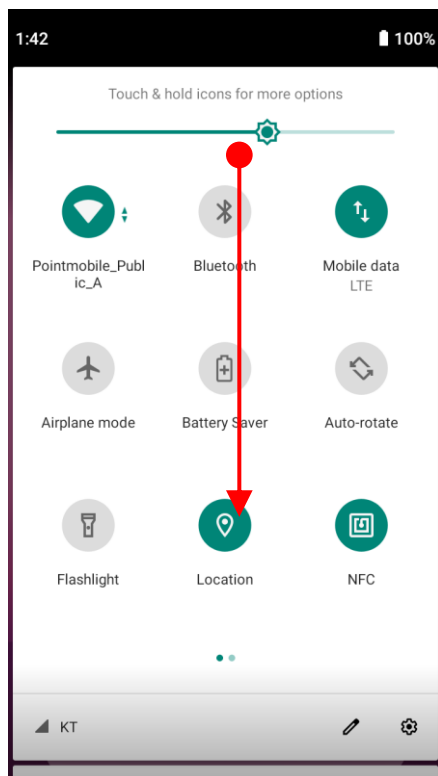 1:42 100%
Touch & hold icons for more options
Pointmobile_Publ
ic_A
Bluetooth
Mobile data
LTE
Airplane mode
Battery Saver
Auto-rotate
Flashlight
Location
NFC
KT